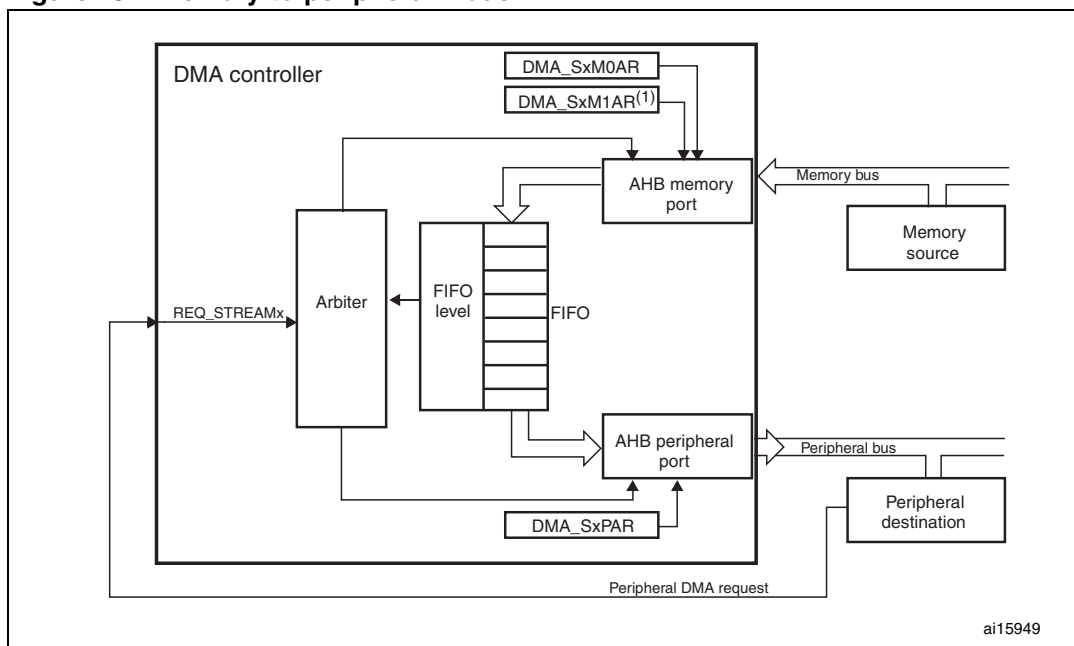 DMA controller
DMA_SxM0AR
DMA_SxM1AR(1)
AHB memory
port
Memory bus
Memory
source
Arbiter
FIFO
level
FIFO
REQ_STREAMx
AHB peripheral
port
Peripheral bus
Peripheral
destination
DMA_SxPAR
Peripheral DMA request
ai15949